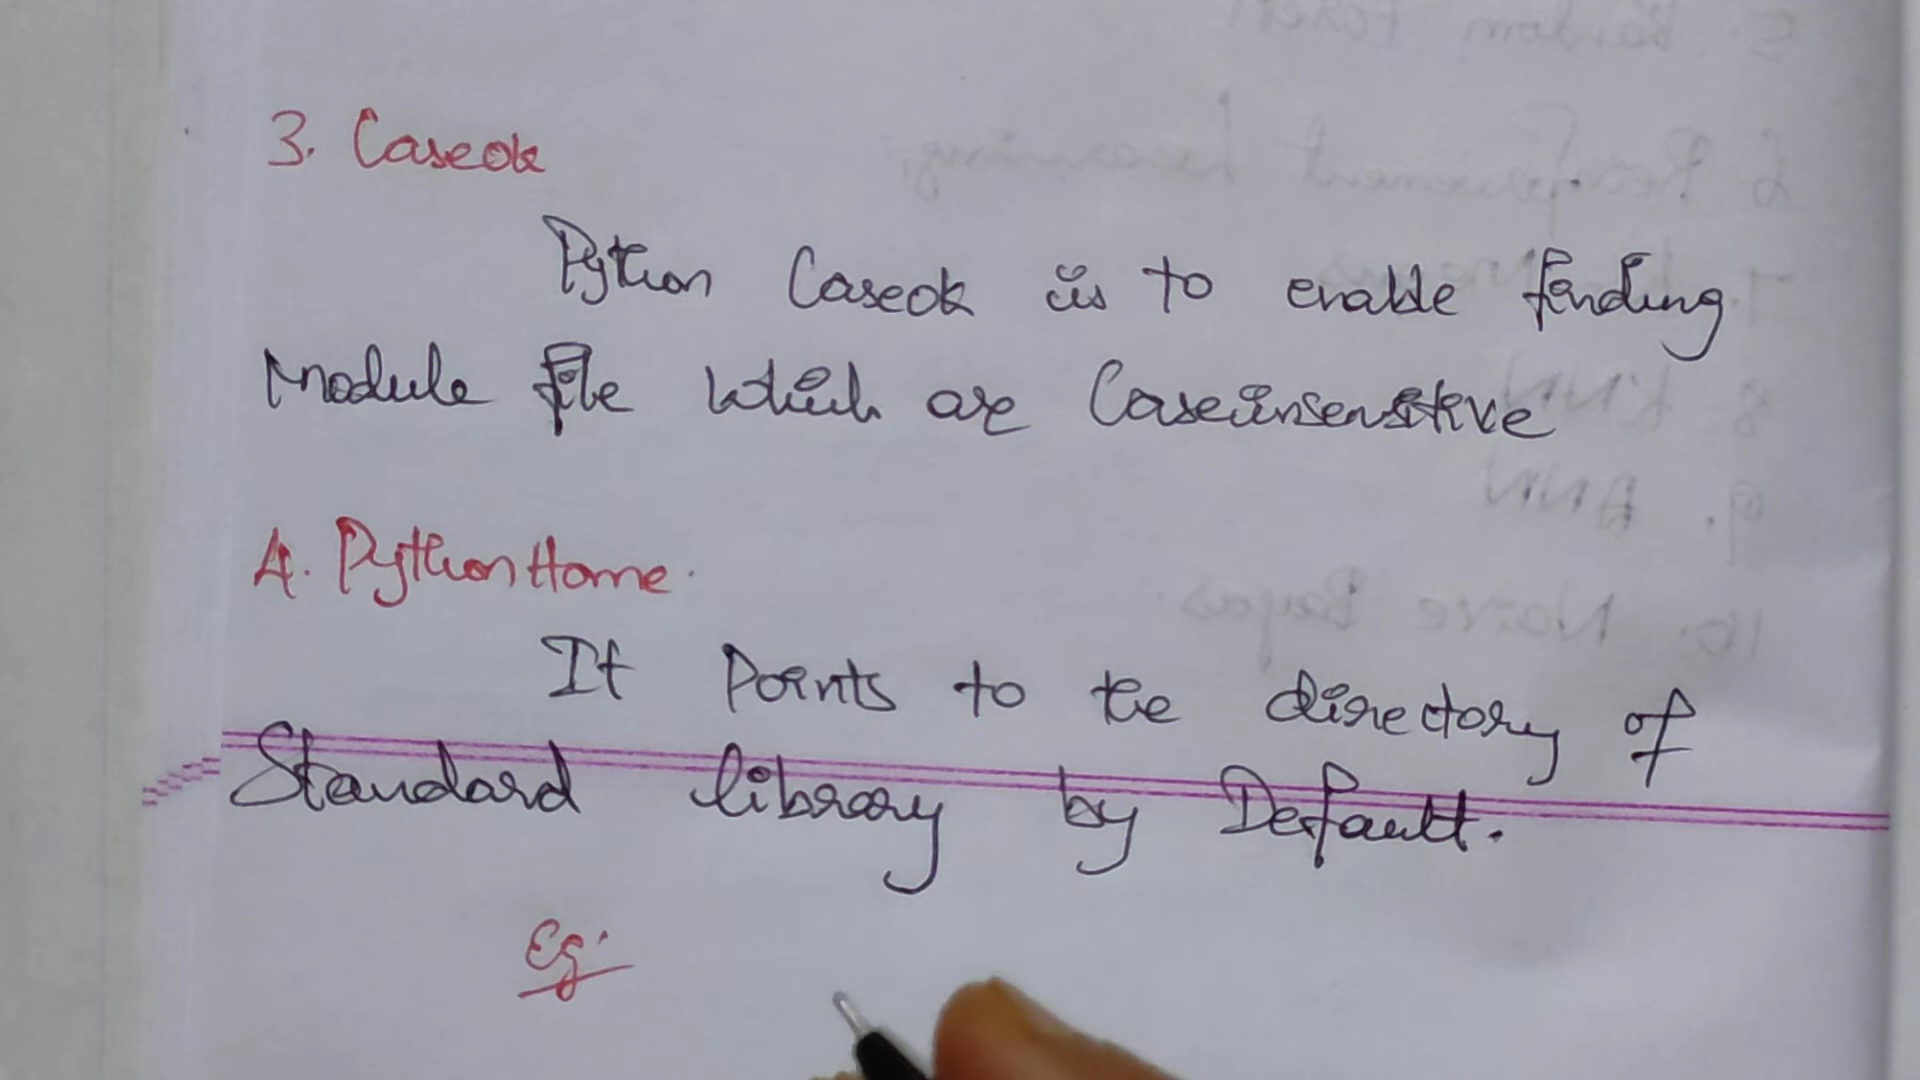 3. Caseok
Python Caseok is to enable finding
module file which are Caseinsensitive
4. Python Home.
It Points to the directory of
Standard library by Default.
Eg: